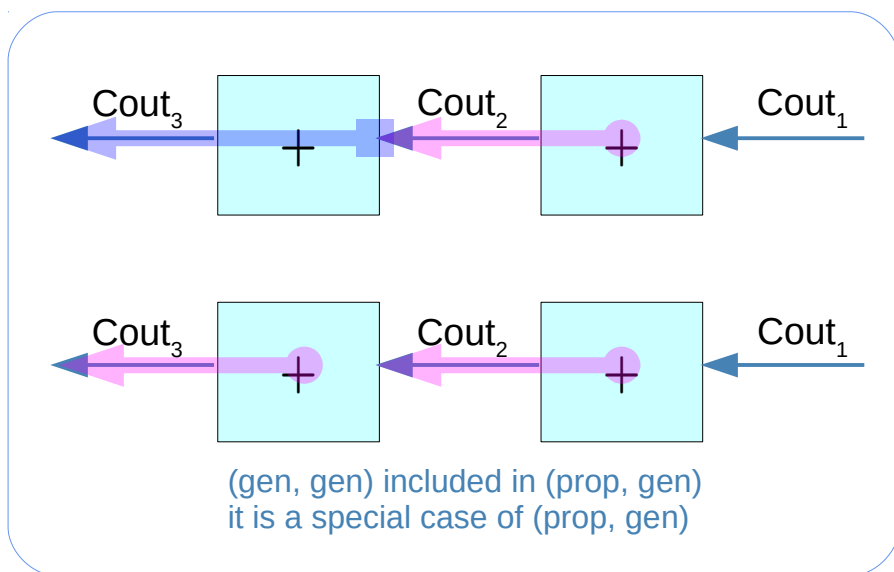 Cout₃ Cout₂ Cout₁
+ +
Cout₃ Cout₂ Cout₁
+ +
(gen, gen) included in (prop, gen)
it is a special case of (prop, gen)